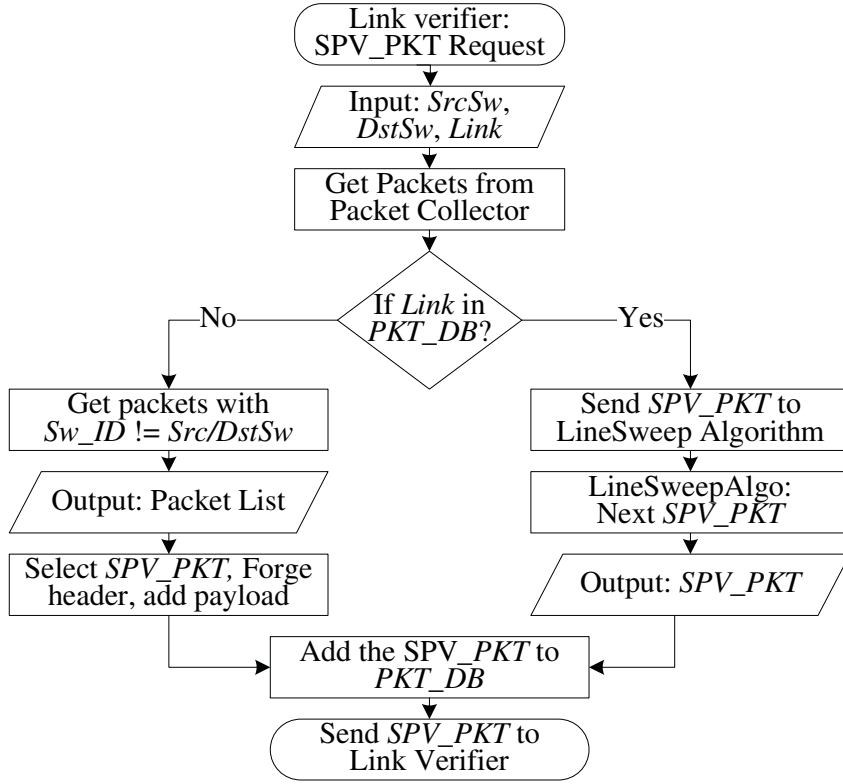 Link verifier:
SPV_PKT Request
Input: SrcSw,
DstSw, Link
Get Packets from
Packet Collector
If Link in
PKT_DB?
No
Yes
Get packets with
Sw_ID != Src/DstSw
Output: Packet List
Select SPV_PKT, Forge
header, add payload
Send SPV_PKT to
LineSweep Algorithm
LineSweepAlgo:
Next SPV_PKT
Output: SPV_PKT
Add the SPV_PKT to
PKT_DB
Send SPV_PKT to
Link Verifier